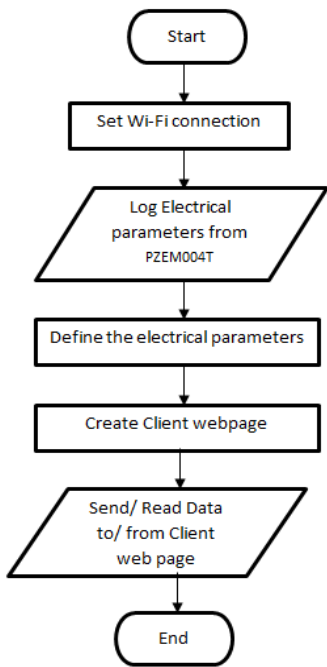 Start
Set Wi-Fi connection
Log Electrical
parameters from
PZEM004T
Define the electrical parameters
Create Client webpage
Send/ Read Data
to/ from Client
web page
End